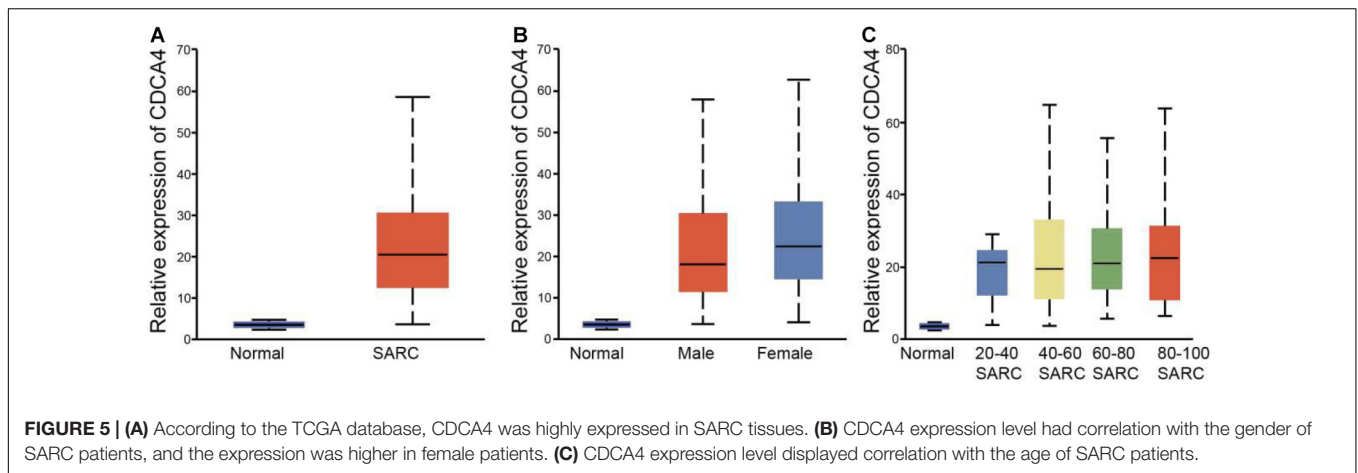 A
Relative expression of CDCA4
70
60
50
40
30
20
10
0
Normal SARC
B
Relative expression of CDCA4
70
60
50
40
30
20
10
0
Normal Male Female
C
Relative expression of CDCA4
80
60
40
20
0
Normal 20-40 40-60 60-80 80-100
SARC SARC SARC SARC
FIGURE 5 | (A) According to the TCGA database, CDCA4 was highly expressed in SARC tissues. (B) CDCA4 expression level had correlation with the gender of
SARC patients, and the expression was higher in female patients. (C) CDCA4 expression level displayed correlation with the age of SARC patients.